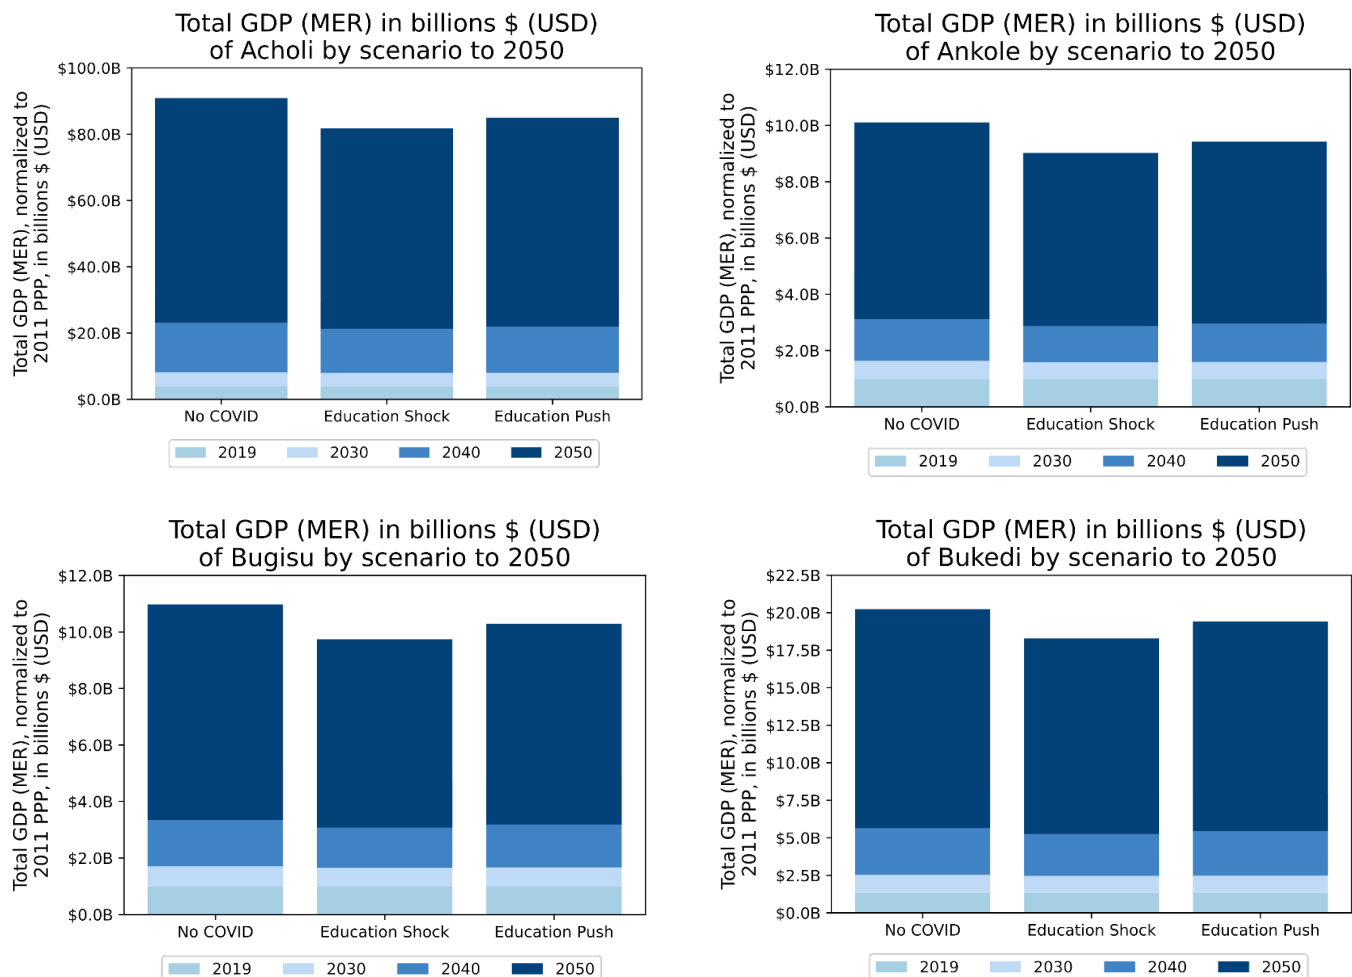 Total GDP (MER) in billions $ (USD)
of Acholi by scenario to 2050
Total GDP (MER), normalized to
2011 PPP, in billions $ (USD)
$100.0B
$80.0B
$60.0B
$40.0B
$20.0B
$0.0B
No COVID Education Shock Education Push
2019 2030 2040 2050
Total GDP (MER) in billions $ (USD)
of Ankole by scenario to 2050
Total GDP (MER), normalized to
2011 PPP, in billions $ (USD)
$12.0B
$10.0B
$8.0B
$6.0B
$4.0B
$2.0B
$0.0B
No COVID Education Shock Education Push
2019 2030 2040 2050
Total GDP (MER) in billions $ (USD)
of Bugisu by scenario to 2050
Total GDP (MER), normalized to
2011 PPP, in billions $ (USD)
$12.0B
$10.0B
$8.0B
$6.0B
$4.0B
$2.0B
$0.0B
No COVID Education Shock Education Push
2019 2030 2040 2050
Total GDP (MER) in billions $ (USD)
of Bukedi by scenario to 2050
Total GDP (MER), normalized to
2011 PPP, in billions $ (USD)
$22.5B
$20.0B
$17.5B
$15.0B
$12.5B
$10.0B
$7.5B
$5.0B
$2.5B
$0.0B
No COVID Education Shock Education Push
2019 2030 2040 2050